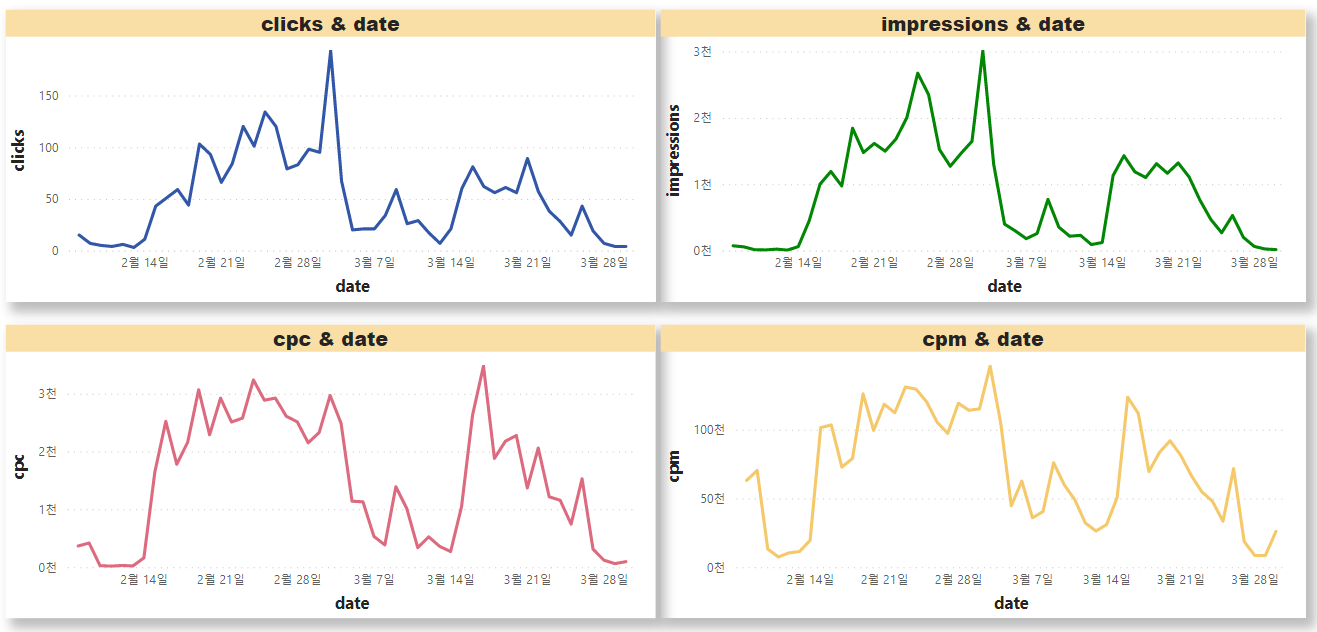 clicks & date
clicks
150
100
50
0
2월 14일 2월 21일 2월 28일 3월 7일 3월 14일 3월 21일 3월 28일
date
impressions & date
impressions
3천
2천
1천
0천
2월 14일 2월 21일 2월 28일 3월 7일 3월 14일 3월 21일 3월 28일
date
cpc & date
cpc
3천
2천
1천
0천
2월 14일 2월 21일 2월 28일 3월 7일 3월 14일 3월 21일 3월 28일
date
cpm & date
cpm
100천
50천
0천
2월 14일 2월 21일 2월 28일 3월 7일 3월 14일 3월 21일 3월 28일
date